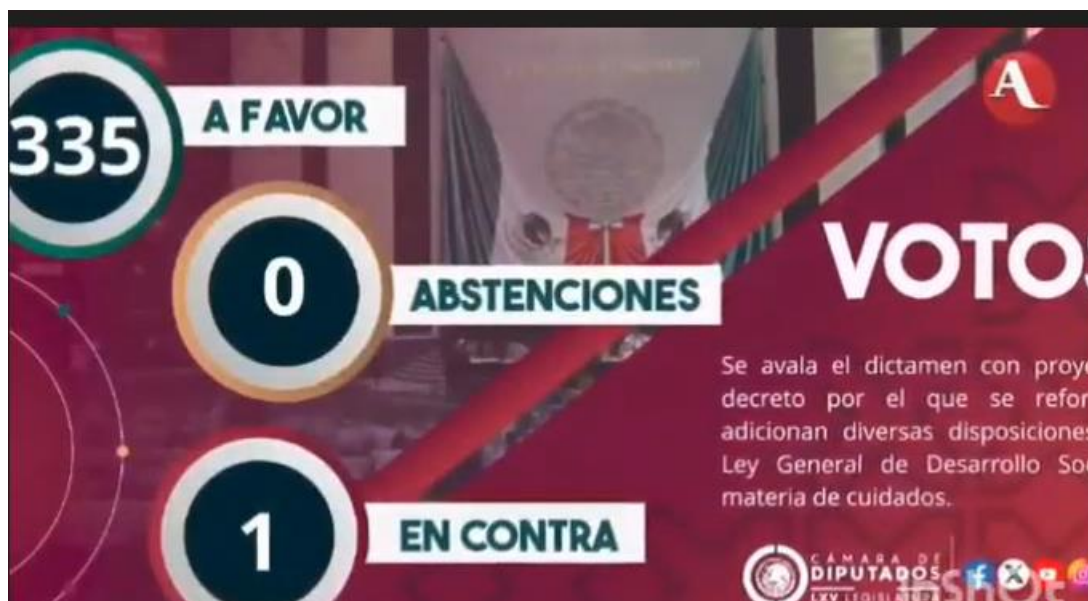 335
A FAVOR
A
0
ABSTENCIONES
VOTO
Se avala el dictamen con proye
decreto por el que se refor
adicionan diversas disposiciones
Ley General de Desarrollo So
materia de cuidados.
1
EN CONTRA
CÁMARA DE
DIPUTADOS
LXV LEGISLATURA
InShOt